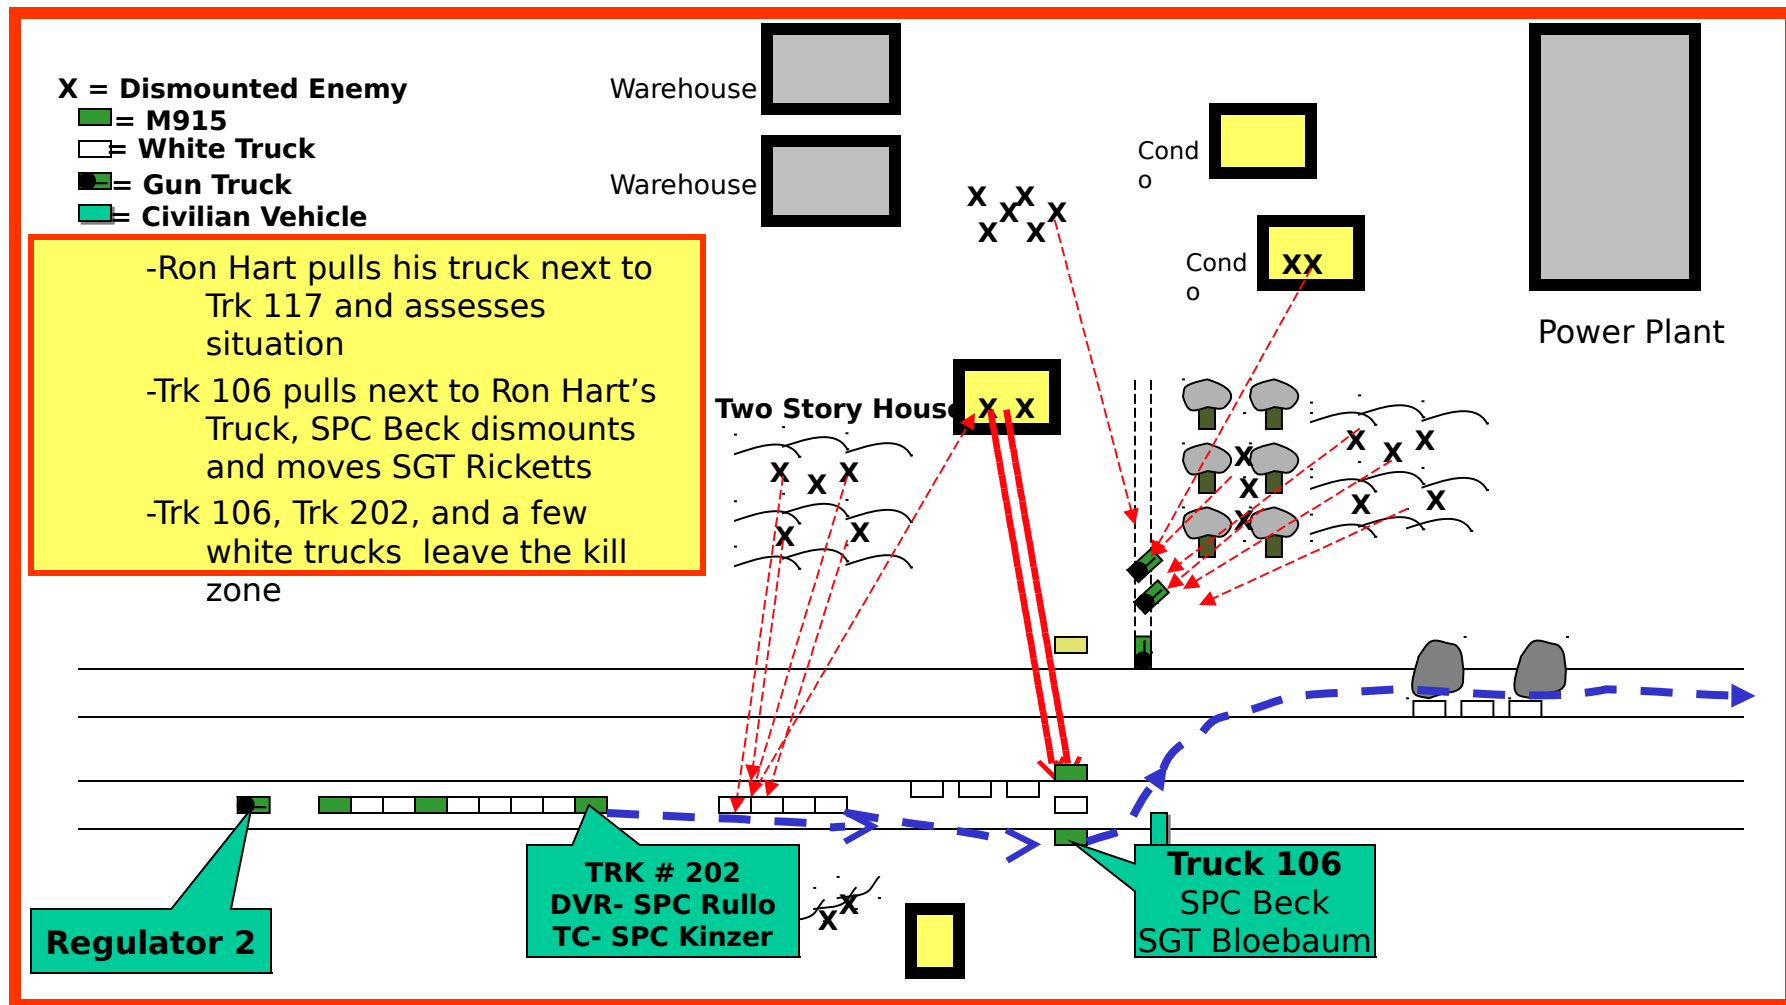 X = Dismounted Enemy
= M915
= White Truck
= Gun Truck
= Civilian Vehicle
Warehouse
Warehouse
Cond
o
Cond
o
Power Plant
X X
X X
X X
XX
-Ron Hart pulls his truck next to
Trk 117 and assesses
situation
-Trk 106 pulls next to Ron Hart’s
Truck, SPC Beck dismounts
and moves SGT Ricketts
-Trk 106, Trk 202, and a few
white trucks leave the kill
zone
Two Story House
X X
X X X
X X
X
X
X
X X X
X X
Regulator 2
TRK # 202
DVR- SPC Rullo
TC- SPC Kinzer
X X
Truck 106
SPC Beck
SGT Bloebaum